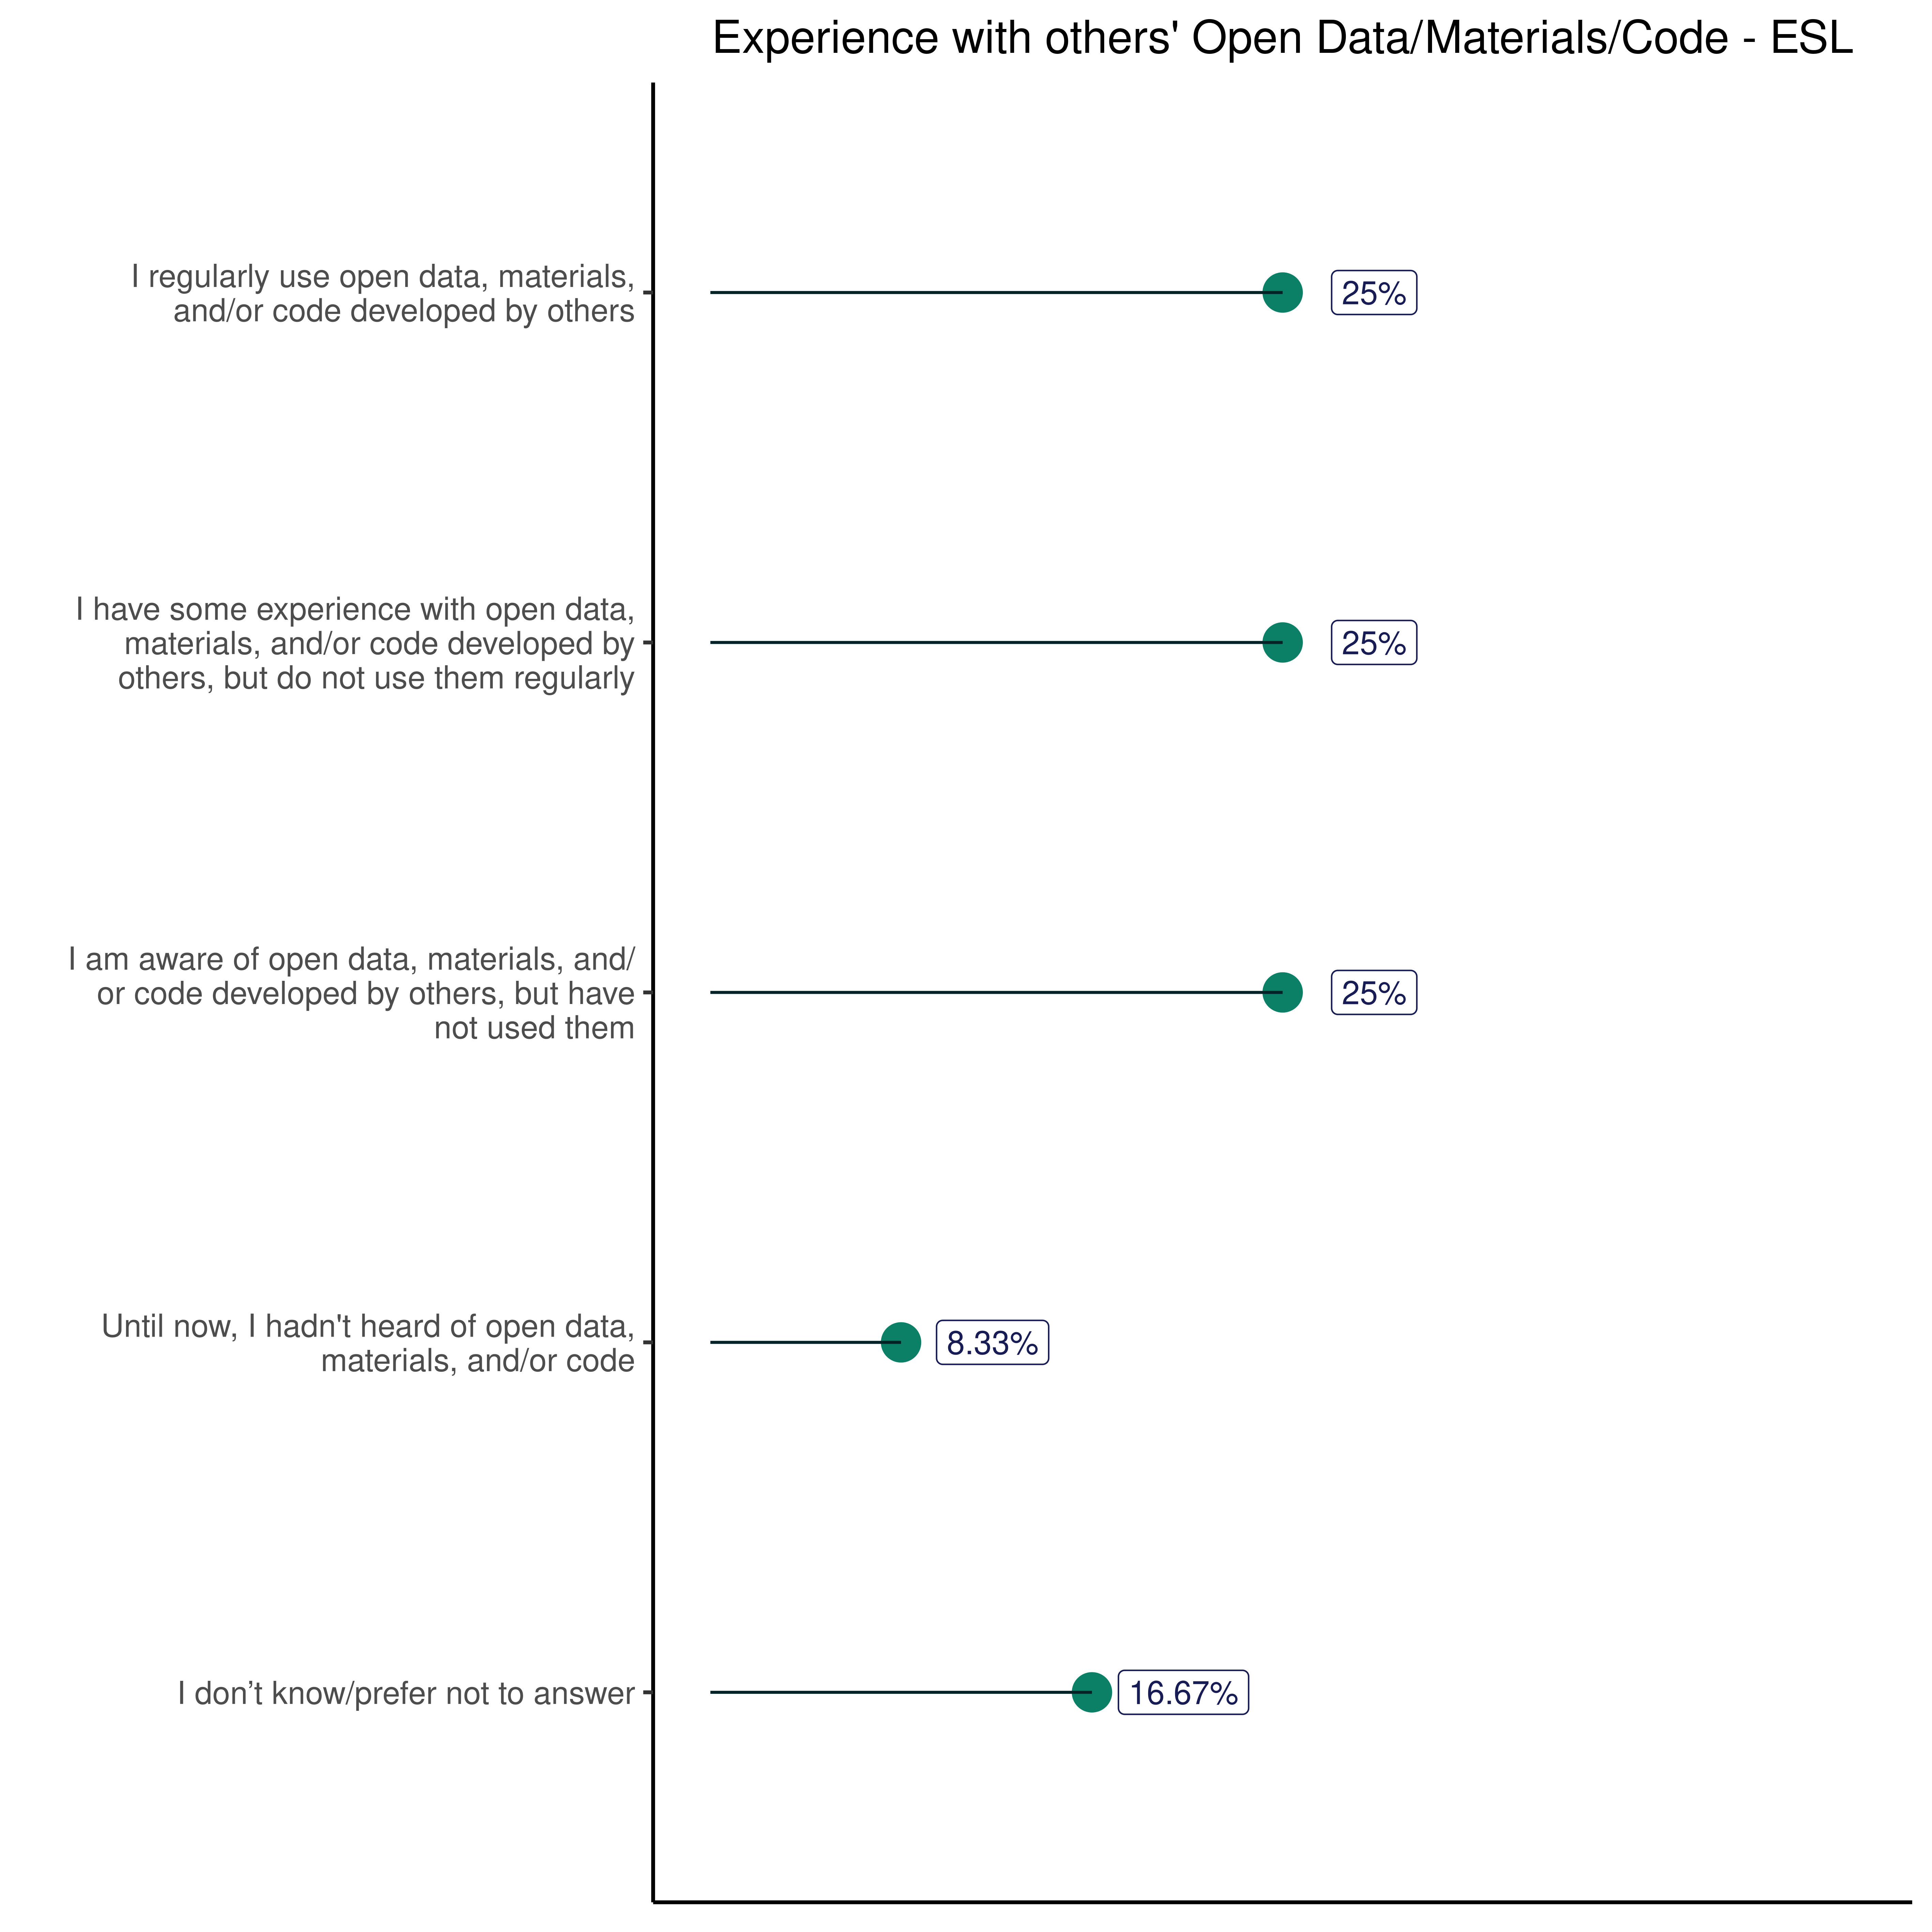 Experience with others' Open Data/Materials/Code - ESL
I regularly use open data, materials,
and/or code developed by others
25%
I have some experience with open data,
materials, and/or code developed by
others, but do not use them regularly
25%
I am aware of open data, materials, and/
or code developed by others, but have
not used them
25%
Until now, I hadn't heard of open data,
materials, and/or code
8.33%
I don’t know/prefer not to answer
16.67%